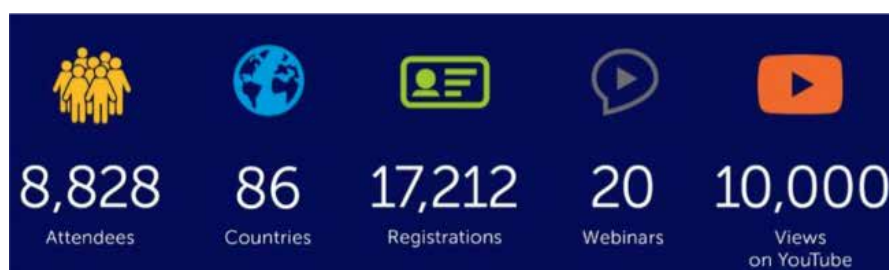 8,828 86 17,212 20 10,000
Attendees Countries Registrations Webinars Views
on YouTube